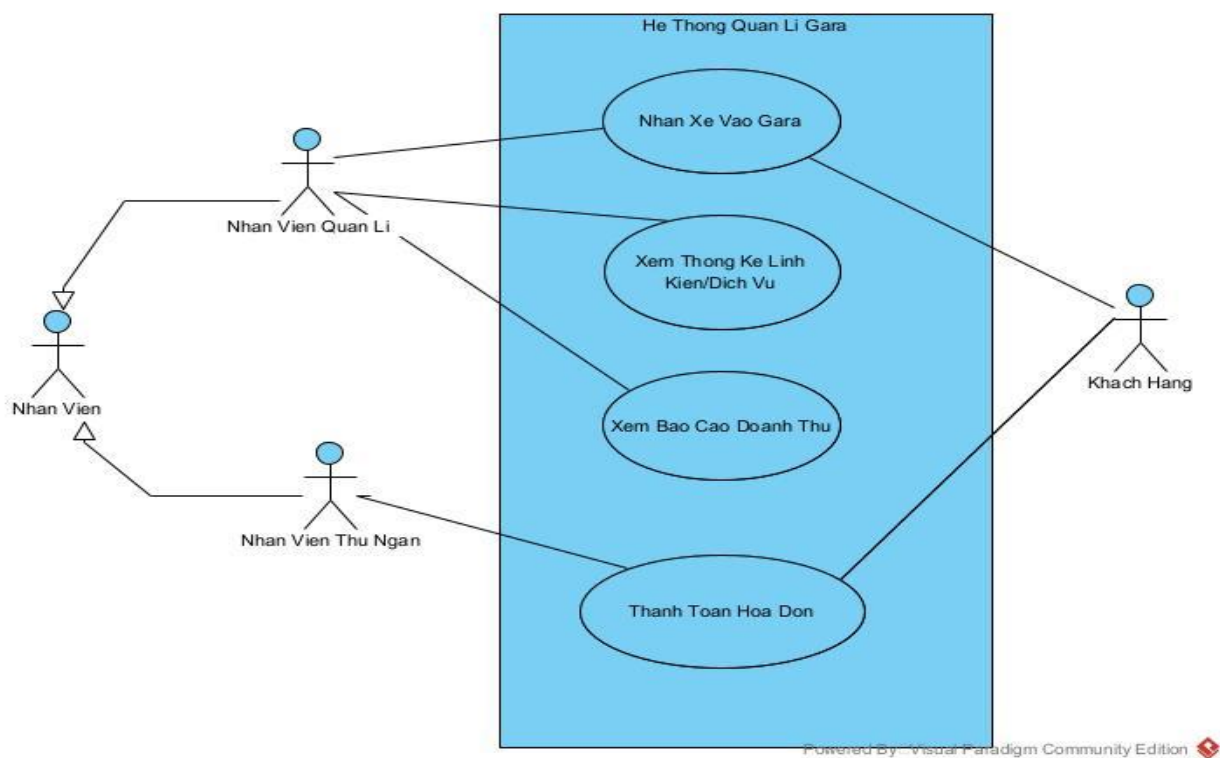 He Thong Quan Li Gara
Nhan Xe Vao Gara
Nhan Vien Quan Li
Xem Thong Ke Linh
Kien/Dich Vu
Khach Hang
Nhan Vien
Xem Bao Cao Doanh Thu
Nhan Vien Thu Ngan
Thanh Toan Hoa Don
Powered By Visual Paradigm Community Edition